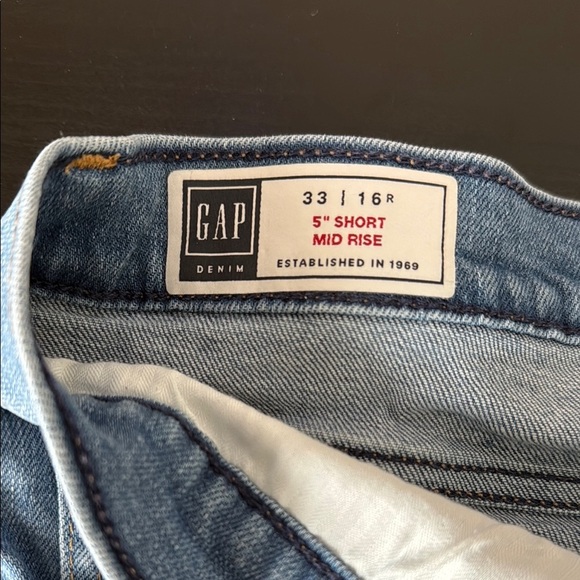 GAP
DENIM
33 | 16R
5" SHORT
MID RISE
ESTABLISHED IN 1969